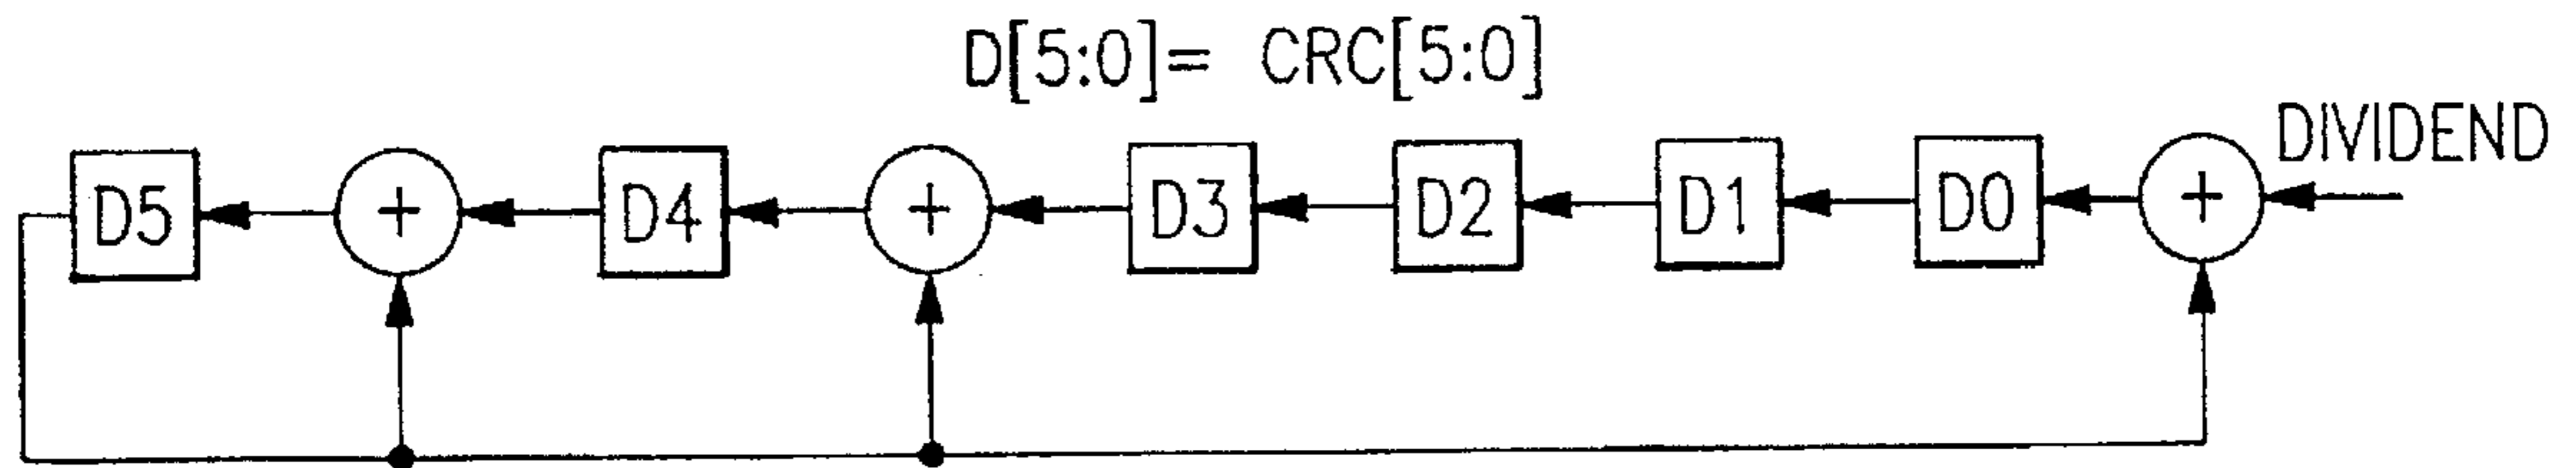 D[5:0]= CRC[5:0]
DIVIDEND
D5 + D4 + D3 D2 D1 D0 +